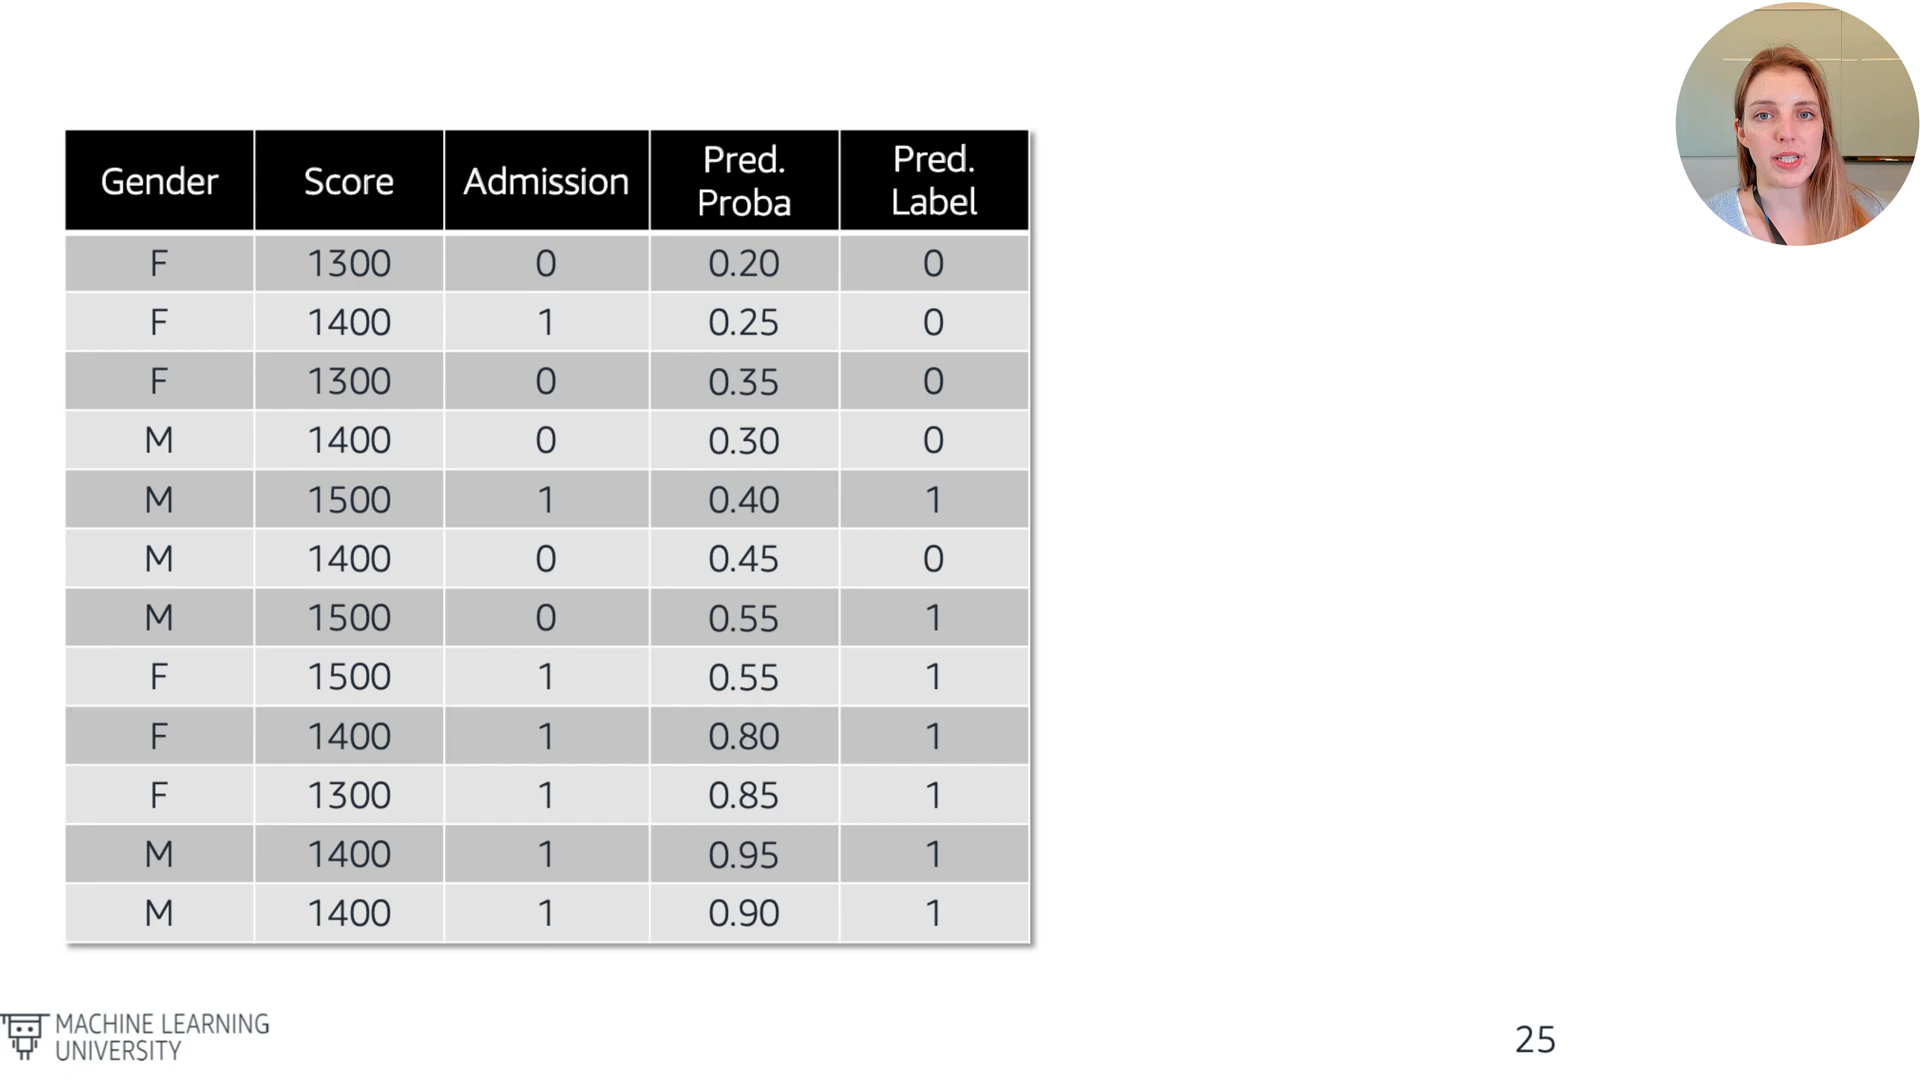 Gender Score Admission Pred. Proba Pred. Label
F 1300 0 0.20 0
F 1400 1 0.25 0
F 1300 0 0.35 0
M 1400 0 0.30 0
M 1500 1 0.40 1
M 1400 0 0.45 0
M 1500 0 0.55 1
F 1500 1 0.55 1
F 1400 1 0.80 1
F 1300 1 0.85 1
M 1400 1 0.95 1
M 1400 1 0.90 1
MACHINE LEARNING
UNIVERSITY
25